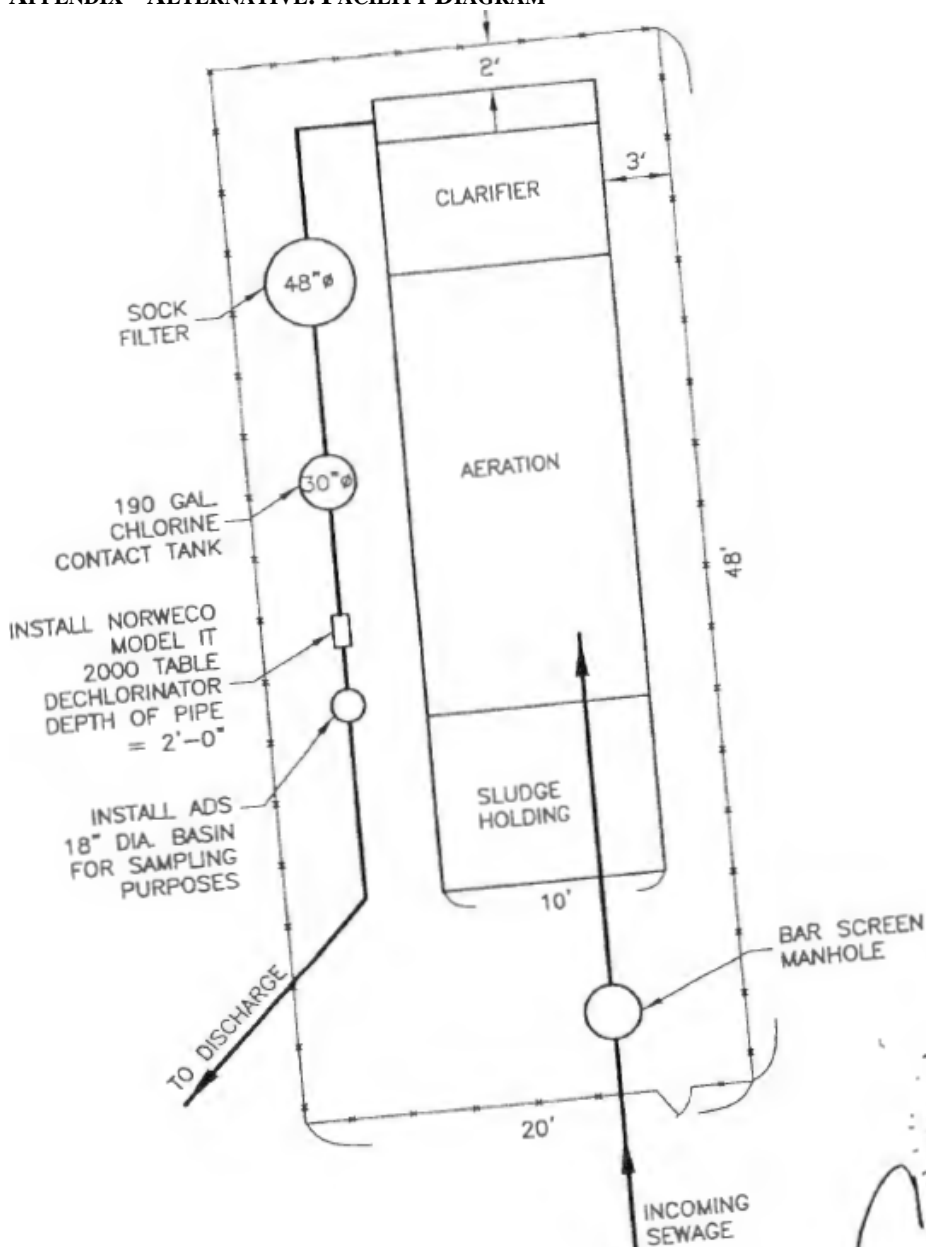 APPENDIX – ALTERNATIVE: FACILITY DIAGRAM
2'
CLARIFIER
3'
48"ø
SOCK
FILTER
AERATION
30"ø
190 GAL.
CHLORINE
CONTACT TANK
48'
INSTALL NORWECO
MODEL IT
2000 TABLE
DECHLORINATOR
DEPTH OF PIPE
= 2'-0"
INSTALL ADS
18" DIA. BASIN
FOR SAMPLING
PURPOSES
SLUDGE
HOLDING
10'
BAR SCREEN
MANHOLE
TO DISCHARGE
20'
INCOMING
SEWAGE